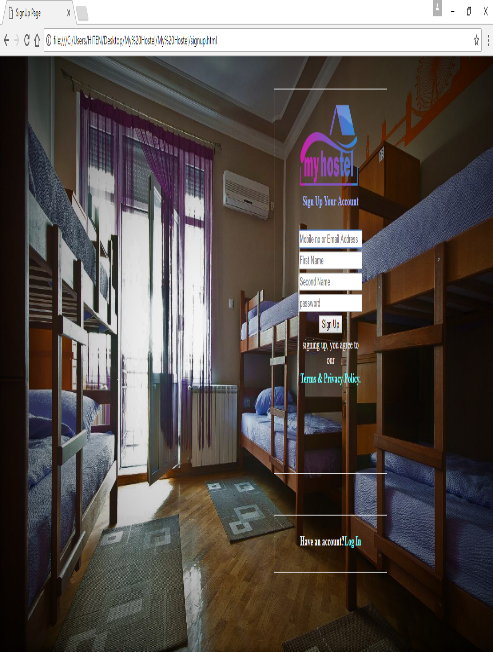 SignUp Page
file:///C:/Users/HITEN/Desktop/My%20Hostel/My%20Hostel/signup.html
my hostel
Sign Up Your Account
Mobile no or Email Address
First Name
Second Name
password
Sign Up
signing up, you agree to
our
Terms & Privacy Policy.
Have an account?Log In